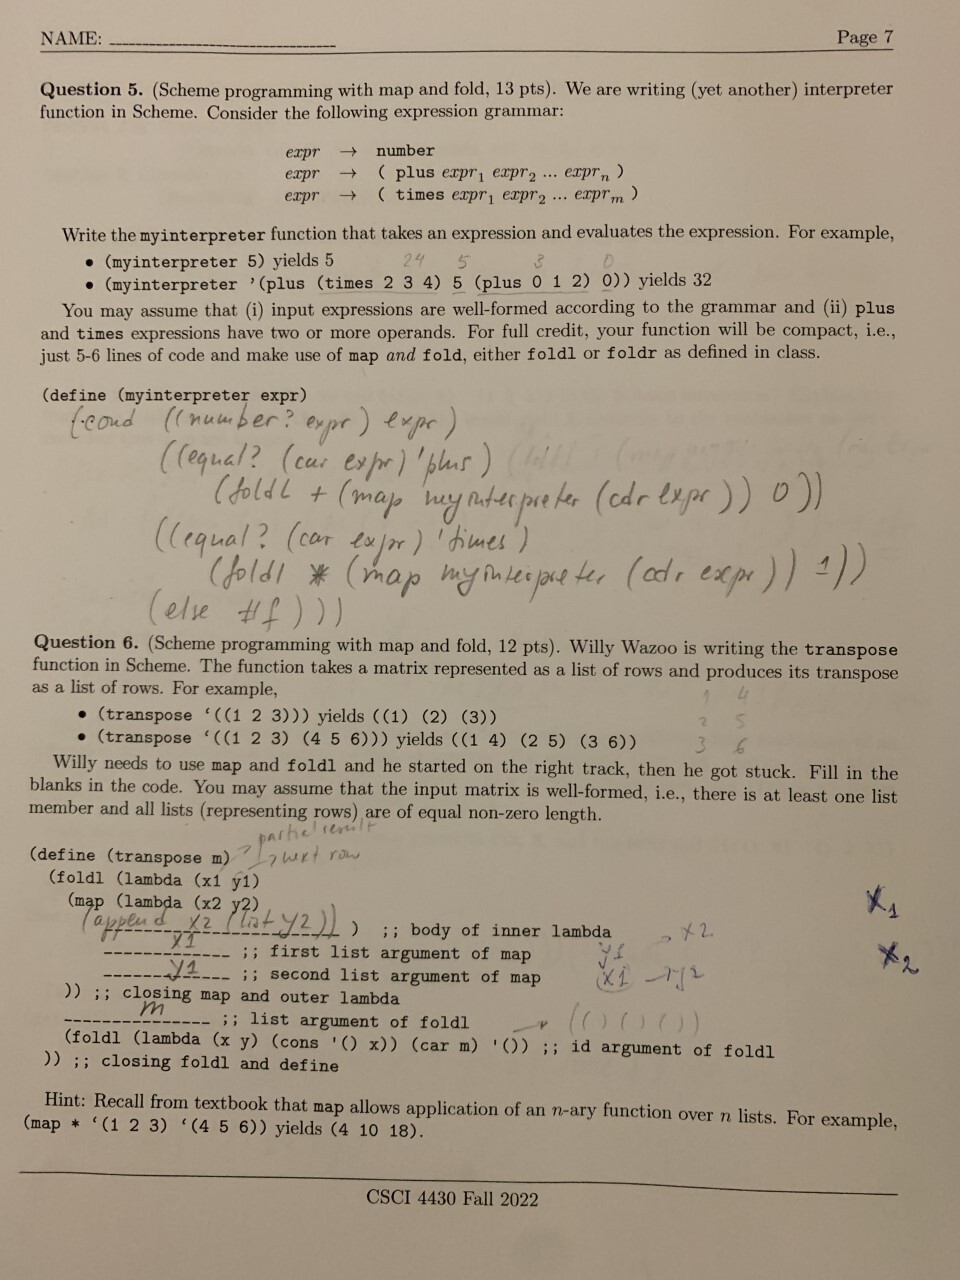 NAME: ____________________ Page 7
Question 5. (Scheme programming with map and fold, 13 pts). We are writing (yet another) interpreter
function in Scheme. Consider the following expression grammar:
expr → number
expr → ( plus expr₁ expr₂ ... exprₙ )
expr → ( times expr₁ expr₂ ... exprₘ )
Write the myinterpreter function that takes an expression and evaluates the expression. For example,
• (myinterpreter 5) yields 5
24 5 3 0
• (myinterpreter '(plus (times 2 3 4) 5 (plus 0 1 2) 0)) yields 32
You may assume that (i) input expressions are well-formed according to the grammar and (ii) plus
and times expressions have two or more operands. For full credit, your function will be compact, i.e.,
just 5-6 lines of code and make use of map and fold, either foldl or foldr as defined in class.
(define (myinterpreter expr)
(cond ((number? expr) expr)
((equal? (car expr) 'plus)
(foldl + (map myinterpreter (cdr expr)) 0))
((equal? (car expr) 'times)
(foldl * (map myinterpreter (cdr expr)) 1))
(else #f)))
Question 6. (Scheme programming with map and fold, 12 pts). Willy Wazoo is writing the transpose
function in Scheme. The function takes a matrix represented as a list of rows and produces its transpose
as a list of rows. For example,
1 4
• (transpose ‘((1 2 3))) yields ((1) (2) (3))
2 5
• (transpose ‘((1 2 3) (4 5 6))) yields ((1 4) (2 5) (3 6))
3 6
Willy needs to use map and foldl and he started on the right track, then he got stuck. Fill in the
blanks in the code. You may assume that the input matrix is well-formed, i.e., there is at least one list
member and all lists (representing rows) are of equal non-zero length.
partial result
(define (transpose m) next row
(foldl (lambda (x1 y1)
(map (lambda (x2 y2)
x1
(append x2 (list y2)) ) ;; body of inner lambda x2
x1 ;; first list argument of map y1
x2
y1 ;; second list argument of map x1 y2
)) ;; closing map and outer lambda
m ;; list argument of foldl (() () ())
(foldl (lambda (x y) (cons '() x)) (car m) '()) ;; id argument of foldl
)) ;; closing foldl and define
Hint: Recall from textbook that map allows application of an n-ary function over n lists. For example,
(map * ‘(1 2 3) ‘(4 5 6)) yields (4 10 18).
CSCI 4430 Fall 2022